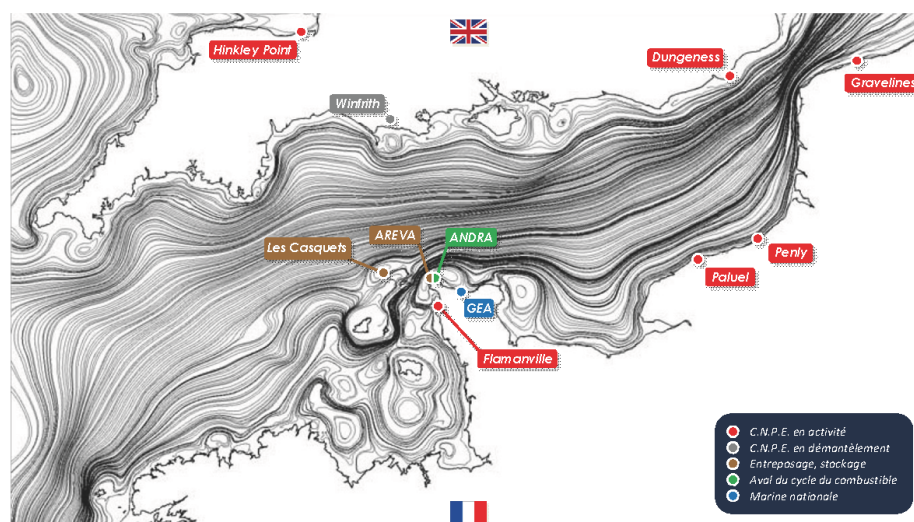 Hinkley Point
Dungeness
Gravelines
Winfrith
AREVA
ANDRA
Les Casquets
Penly
Paluel
GEA
Flamanville
C.N.P.E. en activité
C.N.P.E. en démantèlement
Entreposage, stockage
Aval du cycle du combustible
Marine nationale